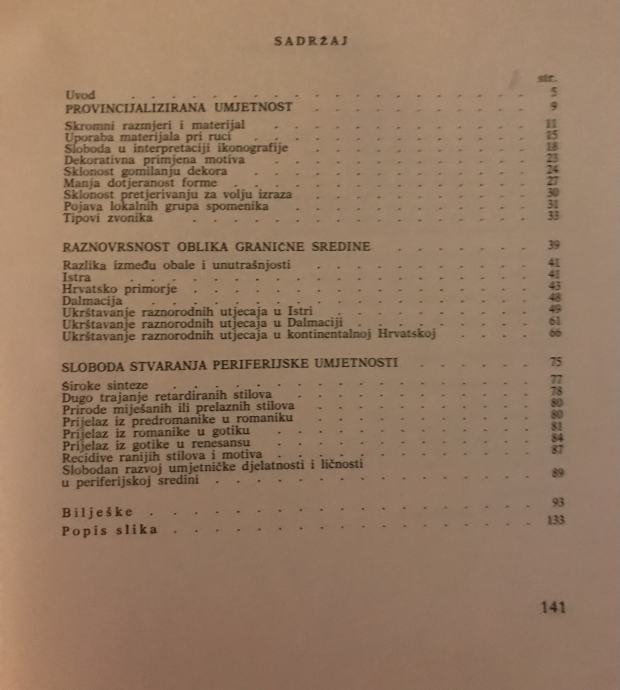 SADRŽAJ
str.
Uvod . . . . . . . . . . . . . . . . 5
PROVINCIJALIZIRANA UMJETNOST . . . . . . . . 9
Skromni razmjeri i materijal . . . . . . . . . 11
Uporaba materijala pri ruci . . . . . . . . . . 15
Sloboda u interpretaciji ikonografije . . . . . . . 18
Dekorativna primjena motiva . . . . . . . . . 23
Sklonost gomilanju dekora . . . . . . . . . . 24
Manja dotjeranost forme . . . . . . . . . . 27
Sklonost pretjerivanju za volju izraza . . . . . . . 30
Pojava lokalnih grupa spomenika . . . . . . . . 31
Tipovi zvonika . . . . . . . . . . . . . 33
RAZNOVRSNOST OBLIKA GRANIČNE SREDINE . . . . . 39
Razlika između obale i unutrašnjosti . . . . . . . 41
Istra . . . . . . . . . . . . . . . . 41
Hrvatsko primorje . . . . . . . . . . . . 43
Dalmacija . . . . . . . . . . . . . . 48
Ukrštavanje raznorodnih utjecaja u Istri . . . . . . 49
Ukrštavanje raznorodnih utjecaja u Dalmaciji . . . . . 61
Ukrštavanje raznorodnih utjecaja u kontinentalnoj Hrvatskoj . . 66
SLOBODA STVARANJA PERIFERIJSKE UMJETNOSTI . . . . 75
Široke sinteze . . . . . . . . . . . . . 77
Dugo trajanje retardiranih stilova . . . . . . . . 78
Prirode miješanih ili prelaznih stilova . . . . . . . 80
Prijelaz iz predromanike u romaniku . . . . . . . 80
Prijelaz iz romanike u gotiku . . . . . . . . . 81
Prijelaz iz gotike u renesansu . . . . . . . . . 84
Recidive ranijih stilova i motiva . . . . . . . . 87
Slobodan razvoj umjetničke djelatnosti i ličnosti
u periferijskoj sredini . . . . . . . . . . . 89
Bilješke . . . . . . . . . . . . . . 93
Popis slika . . . . . . . . . . . . . 133
141